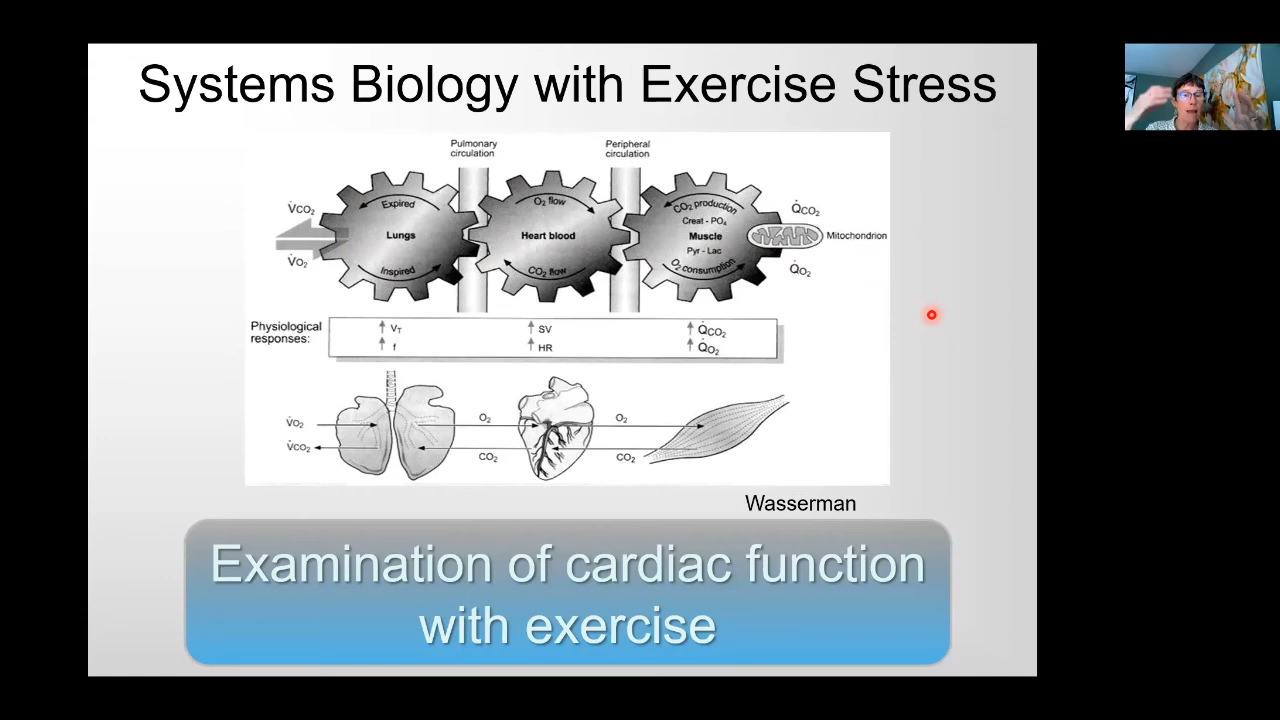 Systems Biology with Exercise Stress
Pulmonary
circulation
Peripheral
circulation
V̇CO₂
V̇O₂
Expired
Lungs
Inspired
O₂ flow
Heart blood
CO₂ flow
CO₂ production
Creat - PO₄
Muscle
Pyr - Lac
O₂ consumption
Q̇CO₂
Mitochondrion
Q̇O₂
Physiological
responses:
↑ VT
↑ f
↑ SV
↑ HR
↑ Q̇CO₂
↑ Q̇O₂
V̇O₂
V̇CO₂
O₂
CO₂
O₂
CO₂
Wasserman
Examination of cardiac function
with exercise